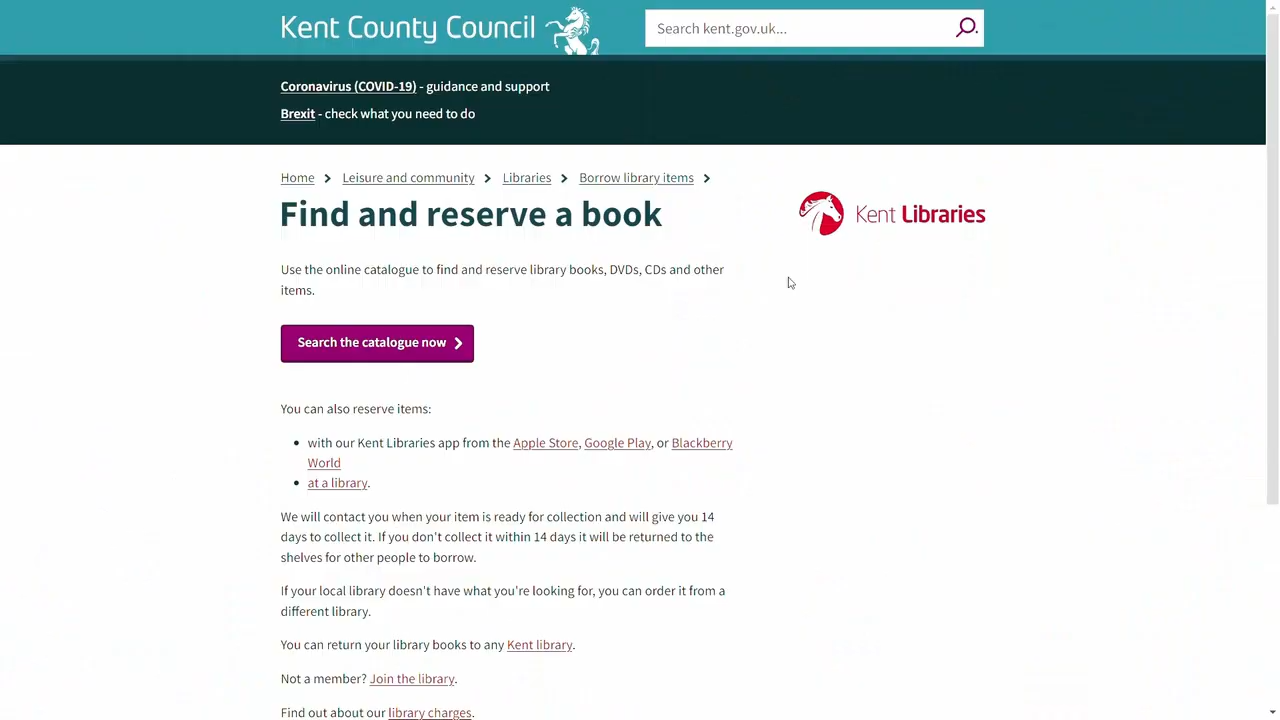 Kent County Council
Search kent.gov.uk...
Coronavirus (COVID-19) - guidance and support
Brexit - check what you need to do
Home > Leisure and community > Libraries > Borrow library items >
Find and reserve a book
Kent Libraries
Use the online catalogue to find and reserve library books, DVDs, CDs and other
items.
Search the catalogue now
You can also reserve items:
• with our Kent Libraries app from the Apple Store, Google Play, or Blackberry
World
• at a library.
We will contact you when your item is ready for collection and will give you 14
days to collect it. If you don't collect it within 14 days it will be returned to the
shelves for other people to borrow.
If your local library doesn't have what you're looking for, you can order it from a
different library.
You can return your library books to any Kent library.
Not a member? Join the library.
Find out about our library charges.